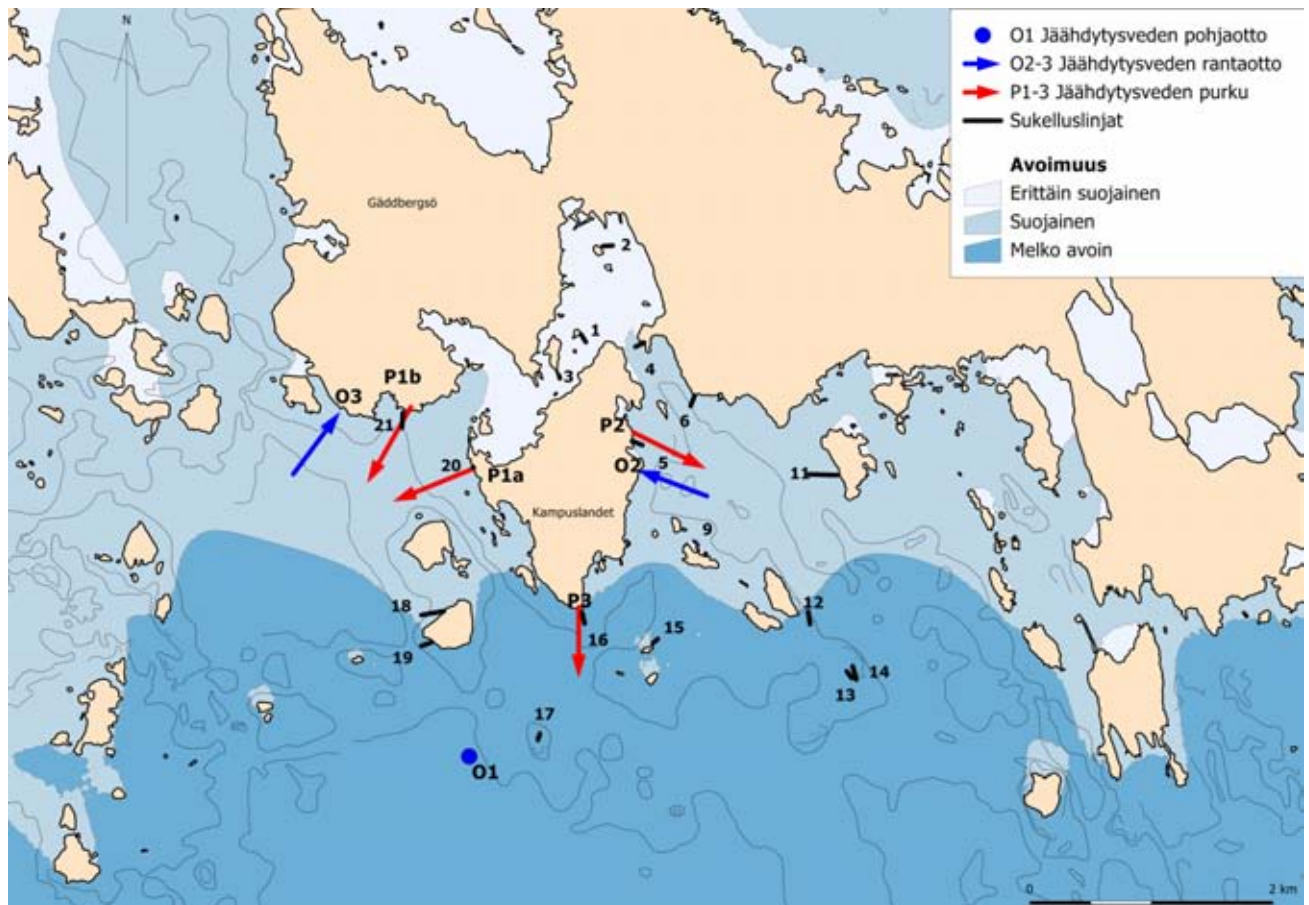 N
O1 Jäähdytysveden pohjaotto
O2-3 Jäähdytysveden rantaotto
P1-3 Jäähdytysveden purku
Sukelluslinjat
Avoimuus
Erittäin suojainen
Suojainen
Melko avoin
Gäddbergsö
2
1
3
4
O3
P1b
21
6
P2
20
P1a
O2
5
11
Kampuslandet
9
18
P3
12
19
16
15
13
14
17
O1
0
2 km